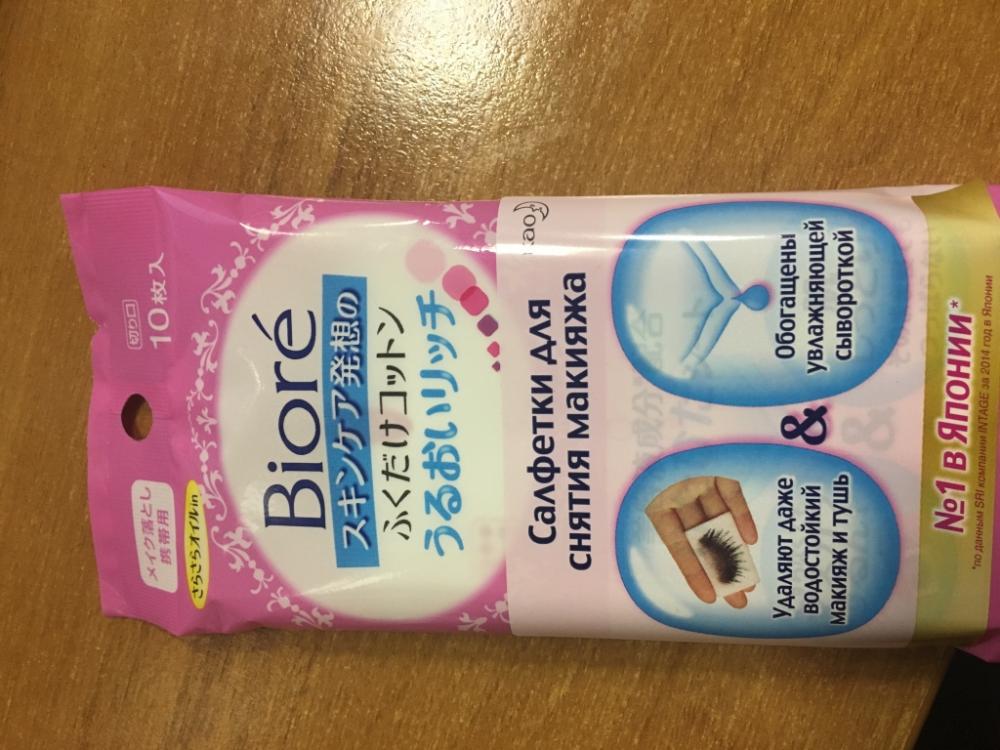 切り口
10枚入
メイク落とし
携帯用
さらさらオイルin
Bioré
スキンケア発想の
ふくだけコットン
うるおいリッチ
Kao
Салфетки для
снятия макияжа
Удаляют даже
водостойкий
макияж и тушь
&
Обогащены
увлажняющей
сывороткой
№1 в Японии*
*по данным SRI компании INTAGE за 2014 год в Японии